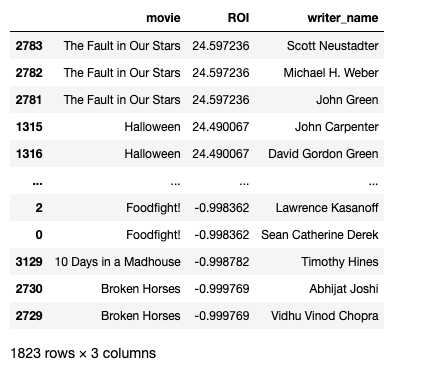 movie ROI writer_name
2783 The Fault in Our Stars 24.597236 Scott Neustadter
2782 The Fault in Our Stars 24.597236 Michael H. Weber
2781 The Fault in Our Stars 24.597236 John Green
1315 Halloween 24.490067 John Carpenter
1316 Halloween 24.490067 David Gordon Green
... ... ... ...
2 Foodfight! -0.998362 Lawrence Kasanoff
0 Foodfight! -0.998362 Sean Catherine Derek
3129 10 Days in a Madhouse -0.998782 Timothy Hines
2730 Broken Horses -0.999769 Abhijat Joshi
2729 Broken Horses -0.999769 Vidhu Vinod Chopra
1823 rows × 3 columns